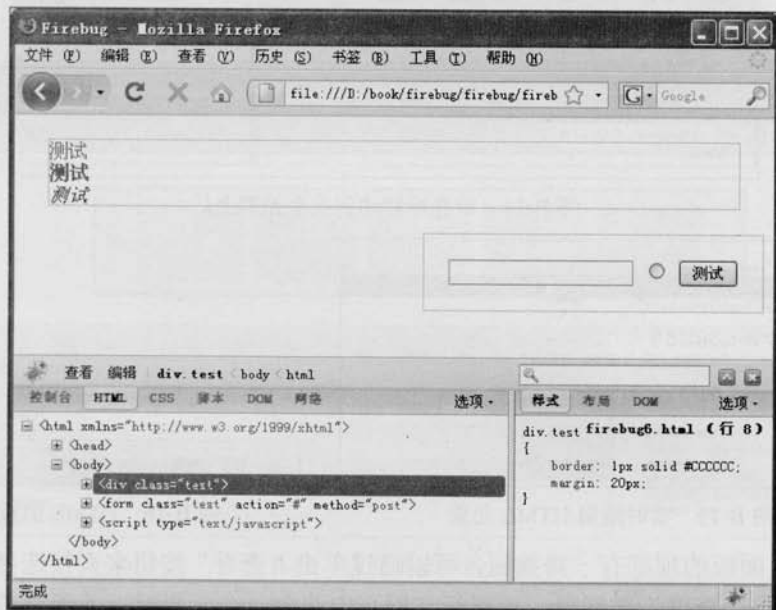 Firebug - Mozilla Firefox
文件 (F) 编辑 (E) 查看 (V) 历史 (S) 书签 (B) 工具 (T) 帮助 (H)
file:///D:/book/firebug/firebug/fireb Google
测试
测试
测试
测试
查看 编辑 div.test < body < html
控制台 HTML CSS 脚本 DOM 网络 选项
样式 布局 DOM 选项
<html xmlns="http://www.w3.org/1999/xhtml">
<head>
<body>
<div class="text">
<form class="text" action="#" method="post">
<script type="text/javascript">
</body>
</html>
div.test firebug6.html (行 8)
{
border: 1px solid #CCCCCC;
margin: 20px;
}
完成